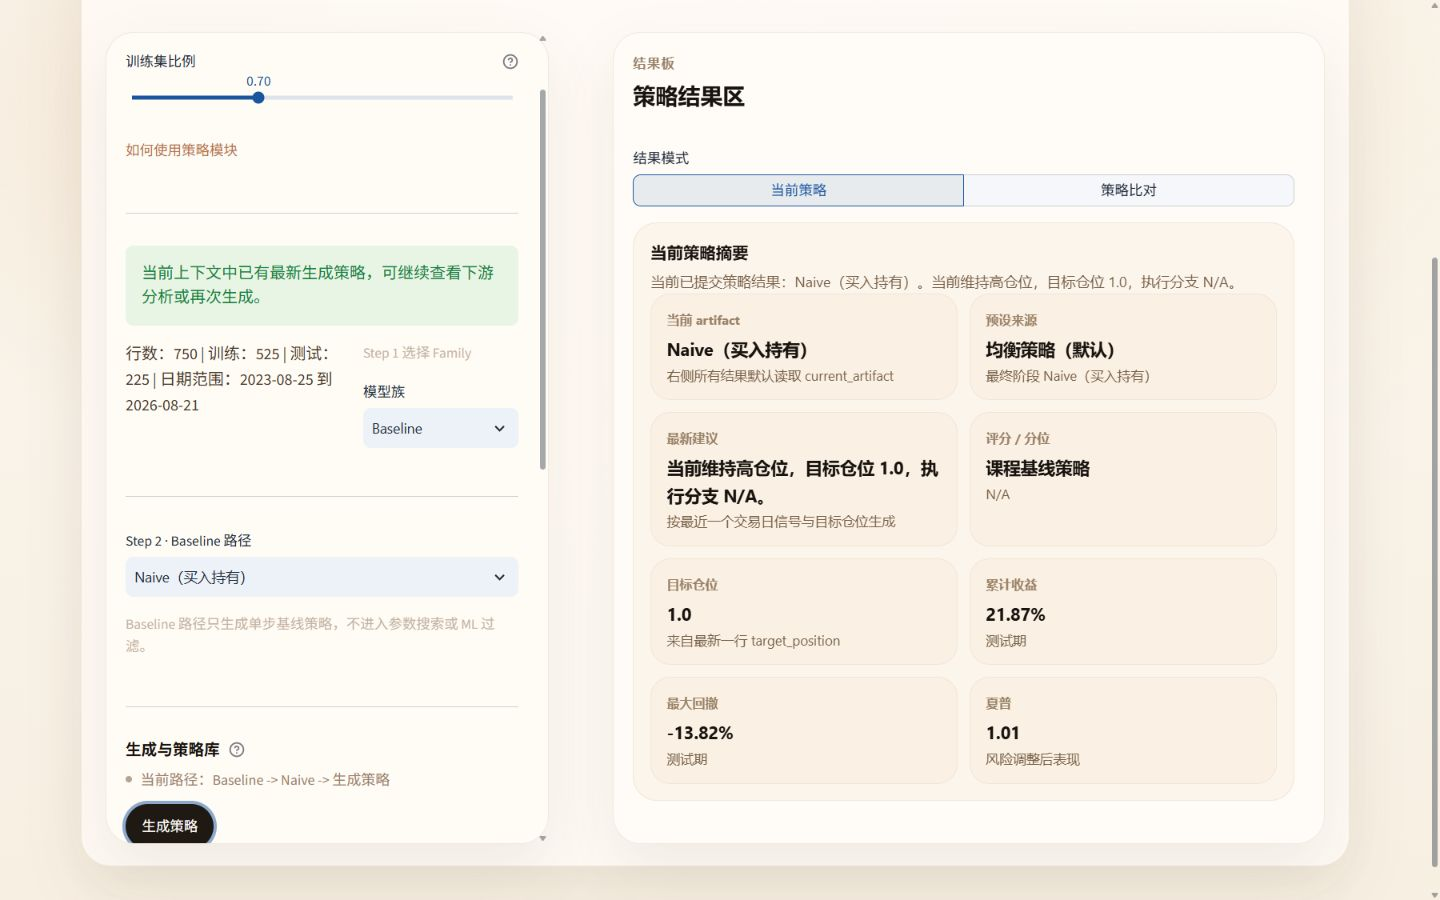 训练集比例
0.70
如何使用策略模块
当前上下文中已有最新生成策略，可继续查看下游
分析或再次生成。
行数：750 | 训练：525 | 测试：
225 | 日期范围：2023-08-25 到
2026-08-21
Step 1 选择 Family
模型族
Baseline
Step 2 · Baseline 路径
Naive（买入持有）
Baseline 路径只生成单步基线策略，不进入参数搜索或 ML 过
滤。
生成与策略库
当前路径：Baseline -> Naive -> 生成策略
生成策略
结果板
策略结果区
结果模式
当前策略
策略比对
当前策略摘要
当前已提交策略结果：Naive（买入持有）。当前维持高仓位，目标仓位 1.0，执行分支 N/A。
当前 artifact
Naive（买入持有）
右侧所有结果默认读取 current_artifact
预设来源
均衡策略（默认）
最终阶段 Naive（买入持有）
最新建议
当前维持高仓位，目标仓位 1.0，执
行分支 N/A。
按最近一个交易日信号与目标仓位生成
评分 / 分位
课程基线策略
N/A
目标仓位
1.0
来自最新一行 target_position
累计收益
21.87%
测试期
最大回撤
-13.82%
测试期
夏普
1.01
风险调整后表现